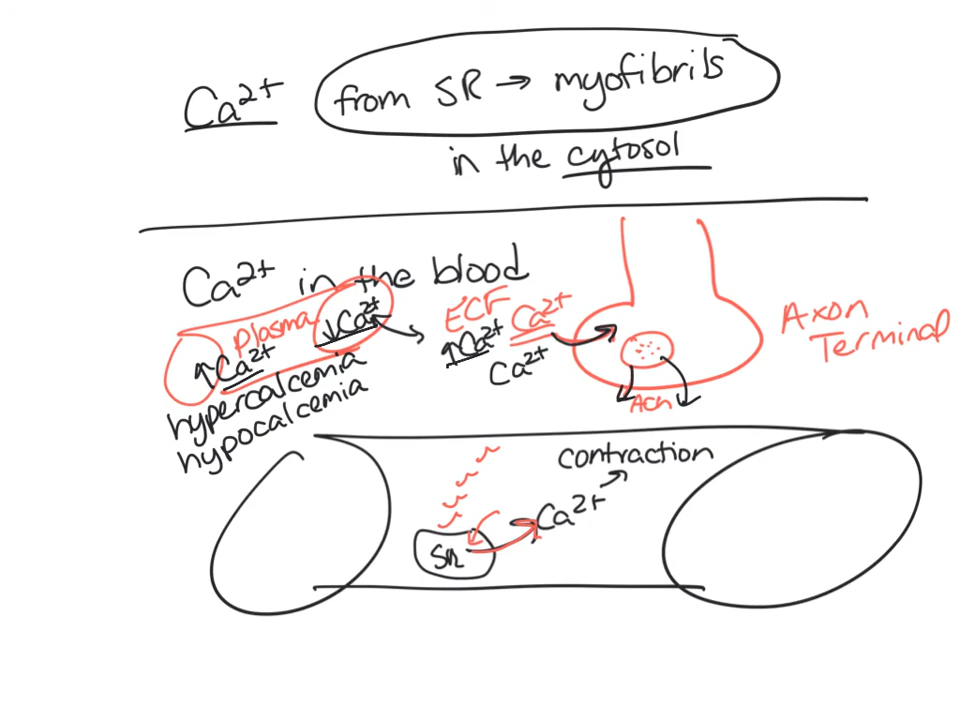 Ca2+ from SR → myofibrils
in the cytosol
Ca2+ in the blood
plasma ↓Ca2+
↑Ca2+
hypercalcemia
hypocalcemia
ECF Ca2+
↑Ca2+
Ca2+
Axon
Terminal
ACh
contraction
SR Ca2+